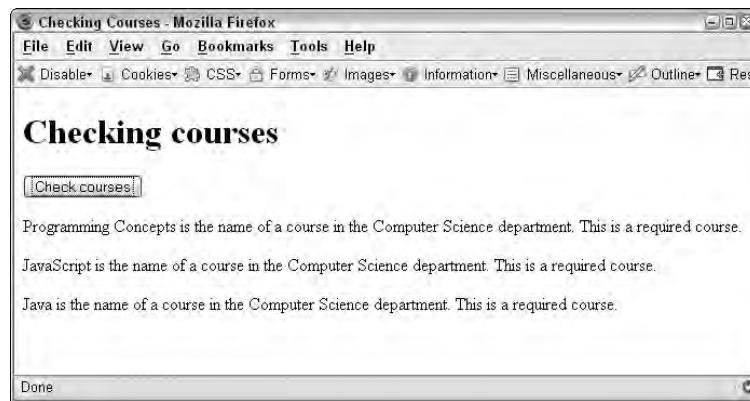 Checking Courses - Mozilla Firefox
File Edit View Go Bookmarks Tools Help
Disable Cookies CSS Forms Images Information Miscellaneous Outline
Checking courses
Check courses
Programming Concepts is the name of a course in the Computer Science department. This is a required course.
JavaScript is the name of a course in the Computer Science department. This is a required course.
Java is the name of a course in the Computer Science department. This is a required course.
Done